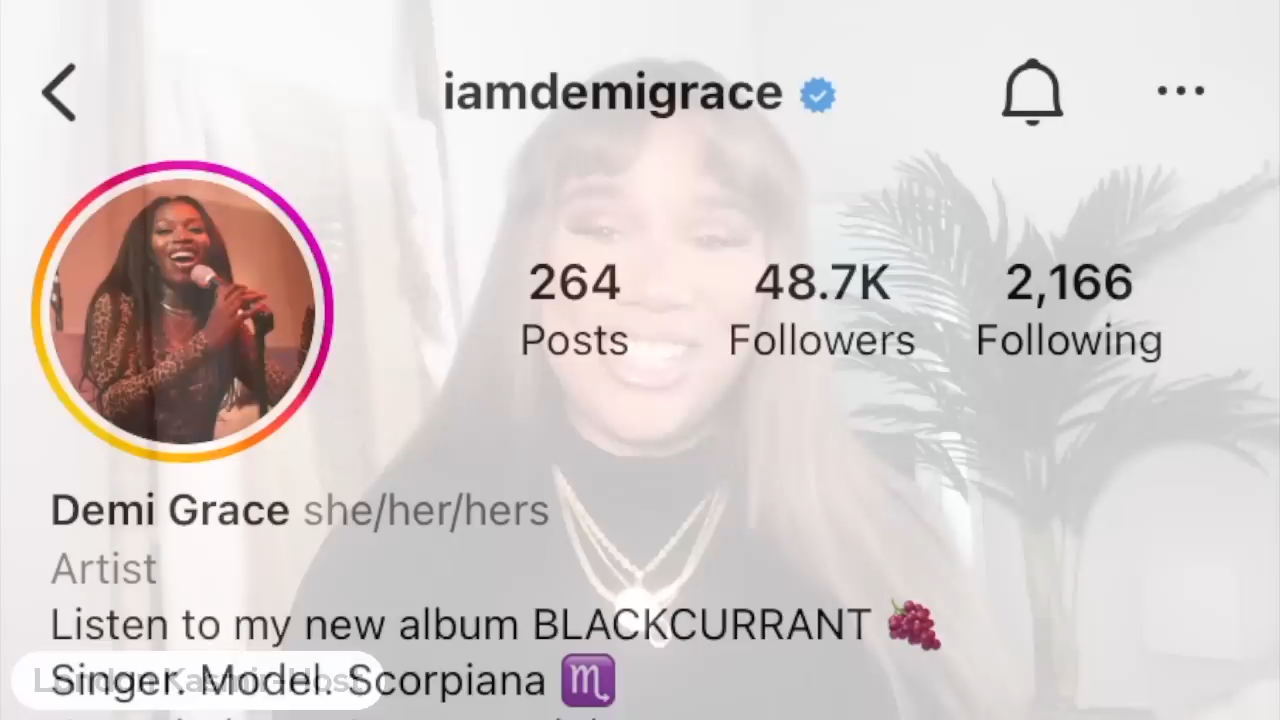 iamdemigrace
264 48.7K 2,166
Posts Followers Following
Demi Grace she/her/hers
Artist
Listen to my new album BLACKCURRANT
Singer. Model. Scorpiana ♏